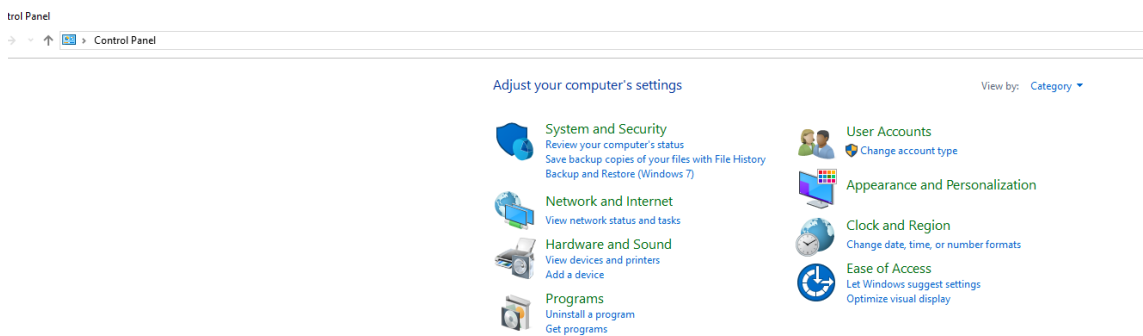 trol Panel
Control Panel
Adjust your computer's settings
View by: Category
System and Security
Review your computer's status
Save backup copies of your files with File History
Backup and Restore (Windows 7)
Network and Internet
View network status and tasks
Hardware and Sound
View devices and printers
Add a device
Programs
Uninstall a program
Get programs
User Accounts
Change account type
Appearance and Personalization
Clock and Region
Change date, time, or number formats
Ease of Access
Let Windows suggest settings
Optimize visual display